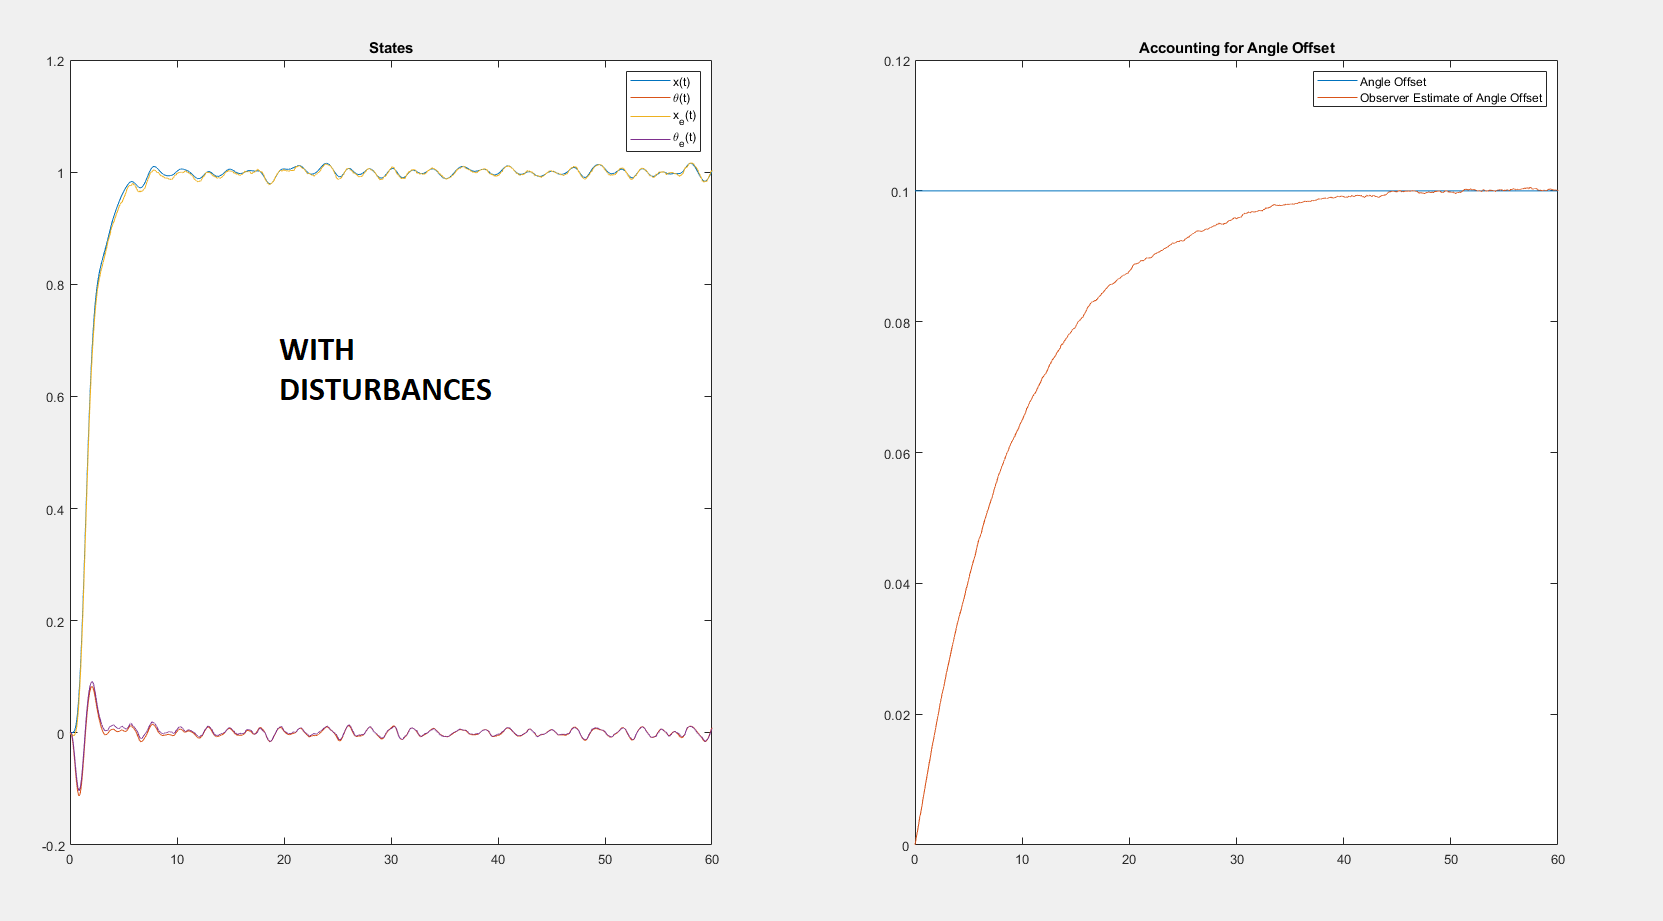 States
1.2
1
0.8
0.6
0.4
0.2
0
-0.2
0
10
20
30
40
50
60
x(t)
θ(t)
x_e(t)
θ_e(t)
WITH
DISTURBANCES
Accounting for Angle Offset
0.12
0.1
0.08
0.06
0.04
0.02
0
0
10
20
30
40
50
60
Angle Offset
Observer Estimate of Angle Offset